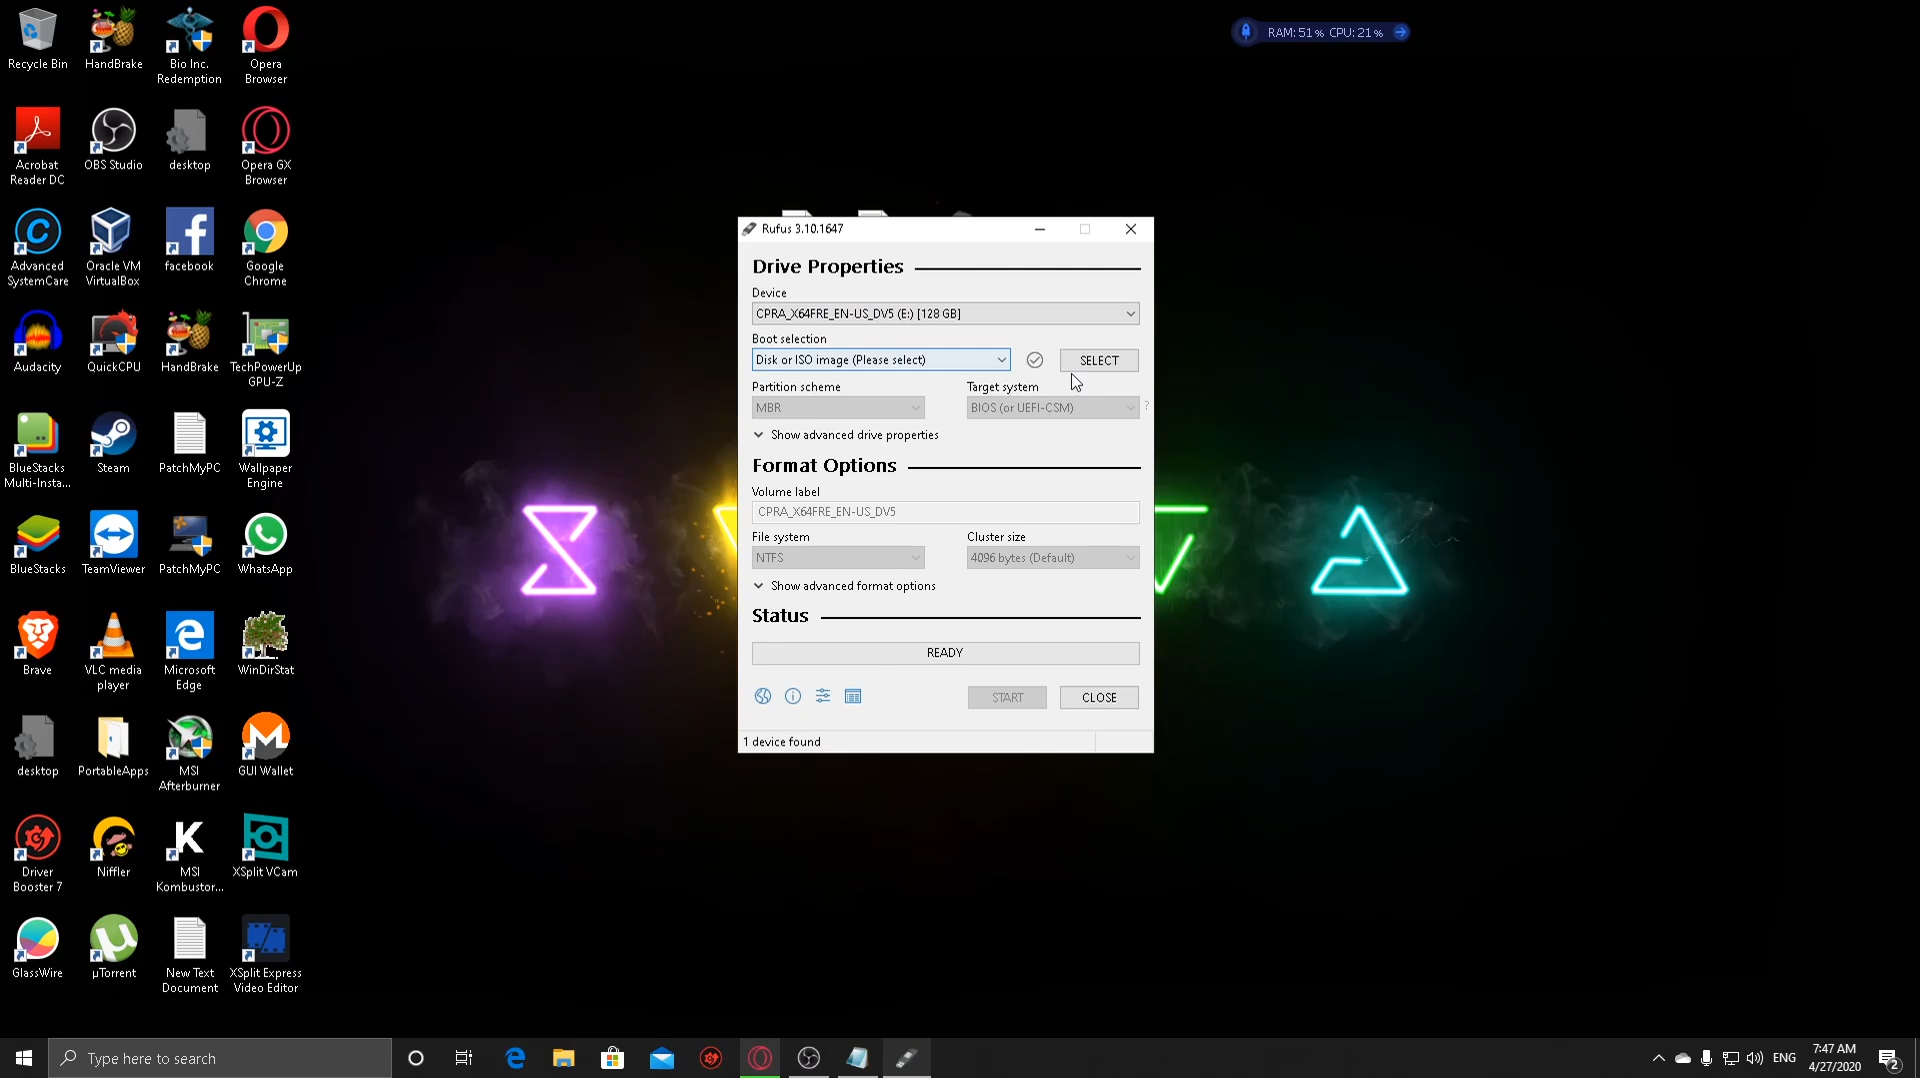 RAM: 51% CPU: 21%
Recycle Bin
HandBrake
Bio Inc.
Redemption
Opera
Browser
Acrobat
Reader DC
OBS Studio
desktop
Opera GX
Browser
Advanced
SystemCare
Oracle VM
VirtualBox
facebook
Google
Chrome
Audacity
QuickCPU
HandBrake
TechPowerUp
GPU-Z
BlueStacks
Multi-Insta...
Steam
PatchMyPC
Wallpaper
Engine
BlueStacks
TeamViewer
PatchMyPC
WhatsApp
Brave
VLC media
player
Microsoft
Edge
WinDirStat
desktop
PortableApps
MSI
Afterburner
GUI Wallet
Driver
Booster 7
Niffler
MSI
Kombustor...
XSplit VCam
GlassWire
µTorrent
New Text
Document
XSplit Express
Video Editor
Rufus 3.10.1647
Drive Properties
Device
CPRA_X64FRE_EN-US_DV5 (E:) [128 GB]
Boot selection
Disk or ISO image (Please select)
SELECT
Partition scheme
Target system
MBR
BIOS (or UEFI-CSM)
?
Show advanced drive properties
Format Options
Volume label
CPRA_X64FRE_EN-US_DV5
File system
Cluster size
NTFS
4096 bytes (Default)
Show advanced format options
Status
READY
START
CLOSE
1 device found
Type here to search
ENG
7:47 AM
4/27/2020
2